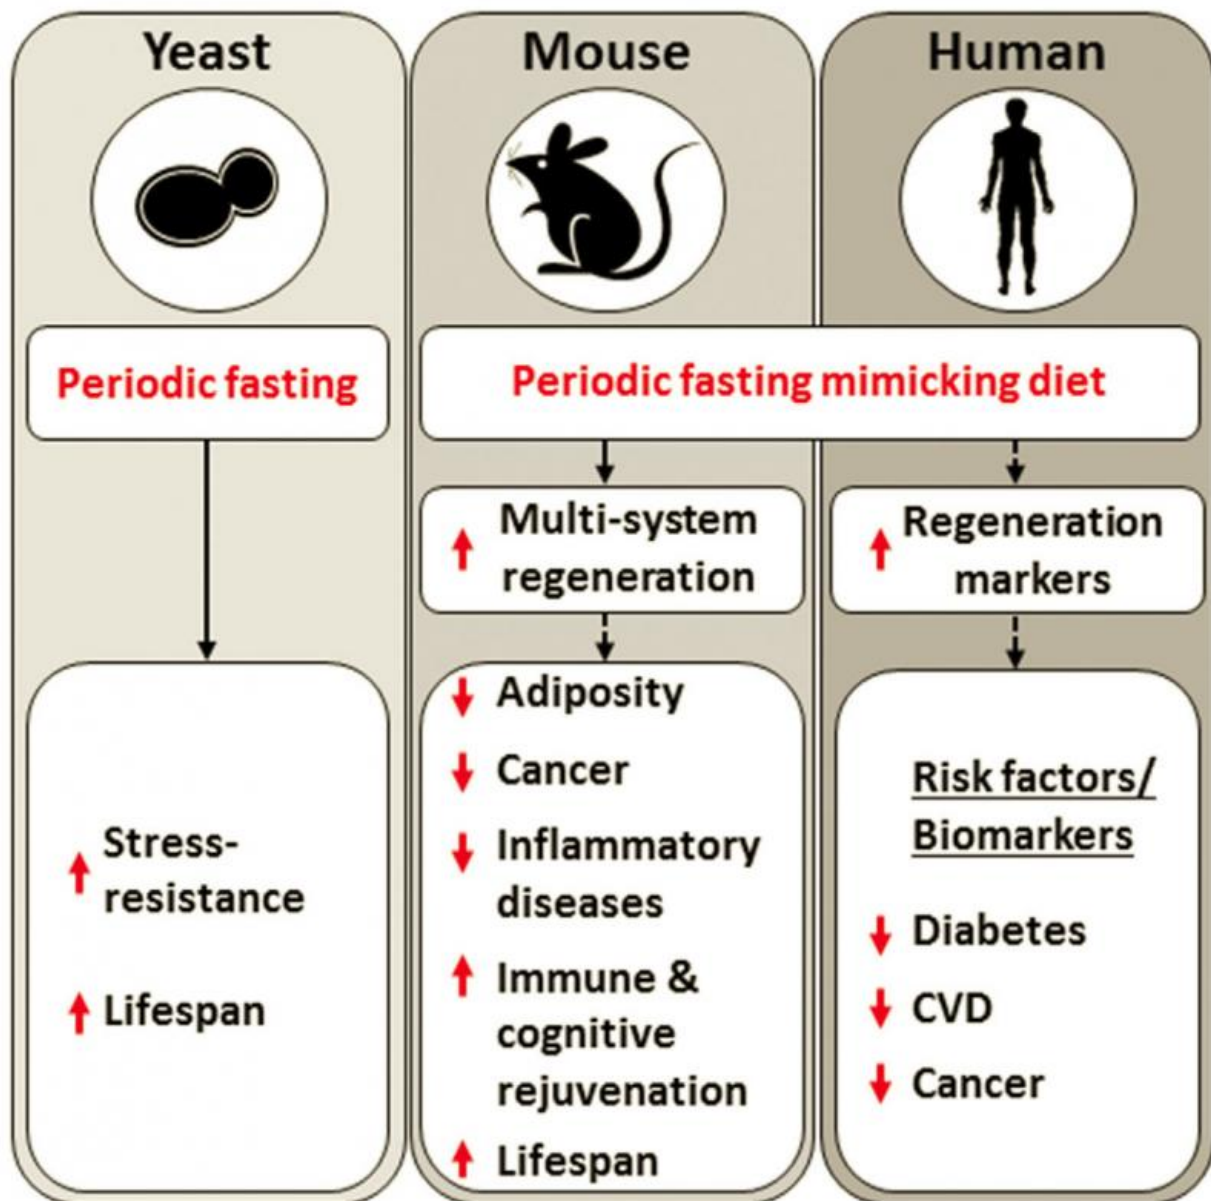 Yeast
Periodic fasting
Stress-
resistance
Lifespan
Mouse
Human
Periodic fasting mimicking diet
Multi-system
regeneration
Adiposity
Cancer
Inflammatory
diseases
Immune &
cognitive
rejuvenation
Lifespan
Regeneration
markers
Risk factors/
Biomarkers
Diabetes
CVD
Cancer